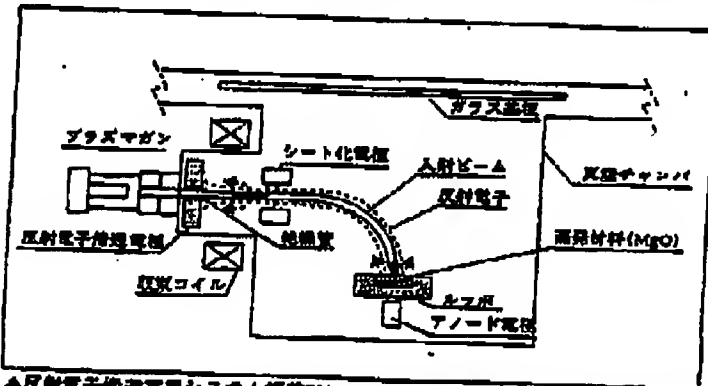 ガラス基板
プラズマガン
シート化電極
入射ビーム
真空チャンバ
反射電子
反射電子帰還電極
絶縁管
蒸発材料(MgO)
収束コイル
ルツボ
アノード電極